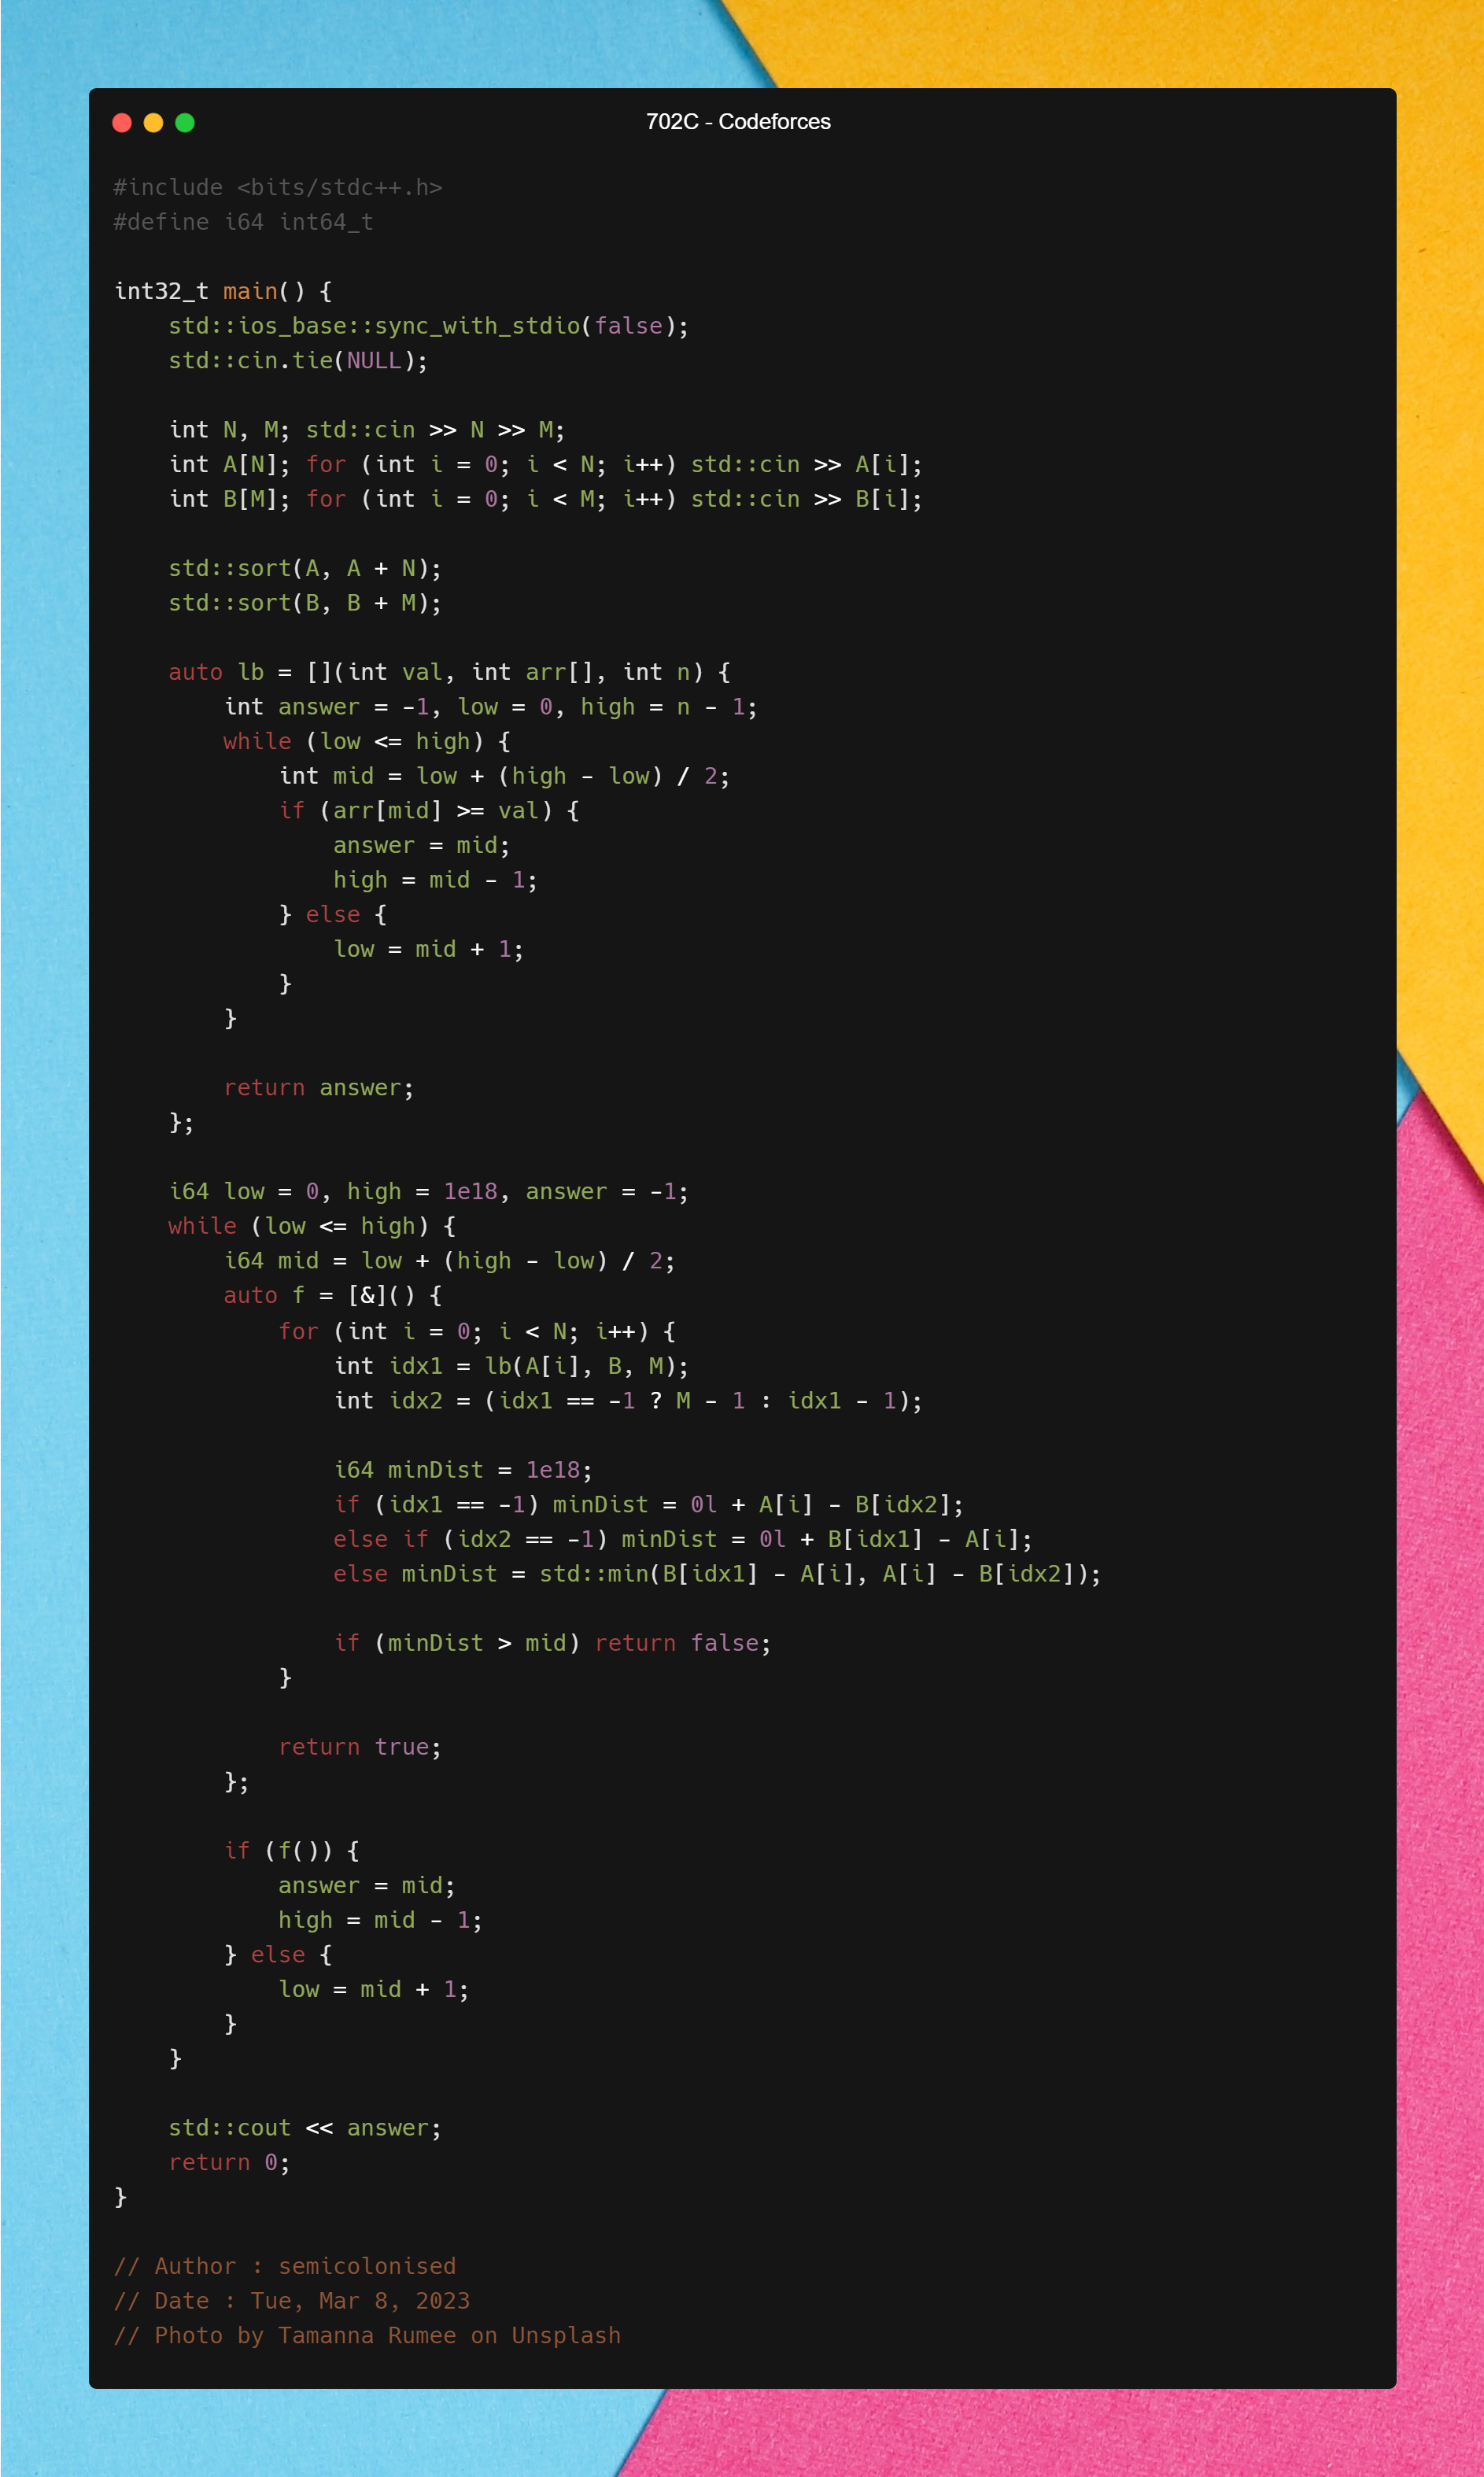 702C - Codeforces
#include <bits/stdc++.h>
#define i64 int64_t
int32_t main() {
    std::ios_base::sync_with_stdio(false);
    std::cin.tie(NULL);
    int N, M; std::cin >> N >> M;
    int A[N]; for (int i = 0; i < N; i++) std::cin >> A[i];
    int B[M]; for (int i = 0; i < M; i++) std::cin >> B[i];
    std::sort(A, A + N);
    std::sort(B, B + M);
    auto lb = [](int val, int arr[], int n) {
        int answer = -1, low = 0, high = n - 1;
        while (low <= high) {
            int mid = low + (high - low) / 2;
            if (arr[mid] >= val) {
                answer = mid;
                high = mid - 1;
            } else {
                low = mid + 1;
            }
        }
        return answer;
    };
    i64 low = 0, high = 1e18, answer = -1;
    while (low <= high) {
        i64 mid = low + (high - low) / 2;
        auto f = [&]() {
            for (int i = 0; i < N; i++) {
                int idx1 = lb(A[i], B, M);
                int idx2 = (idx1 == -1 ? M - 1 : idx1 - 1);
                i64 minDist = 1e18;
                if (idx1 == -1) minDist = 0l + A[i] - B[idx2];
                else if (idx2 == -1) minDist = 0l + B[idx1] - A[i];
                else minDist = std::min(B[idx1] - A[i], A[i] - B[idx2]);
                if (minDist > mid) return false;
            }
            return true;
        };
        if (f()) {
            answer = mid;
            high = mid - 1;
        } else {
            low = mid + 1;
        }
    }
    std::cout << answer;
    return 0;
}
// Author : semicolonised
// Date : Tue, Mar 8, 2023
// Photo by Tamanna Rumee on Unsplash